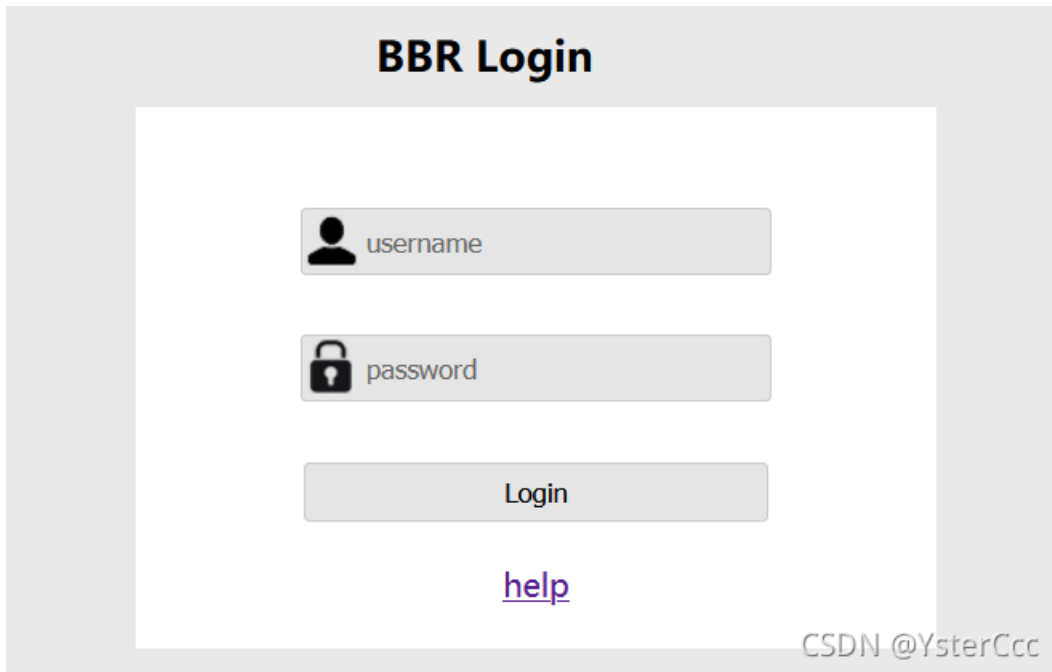 BBR Login
username
password
Login
help
CSDN @YsterCcc